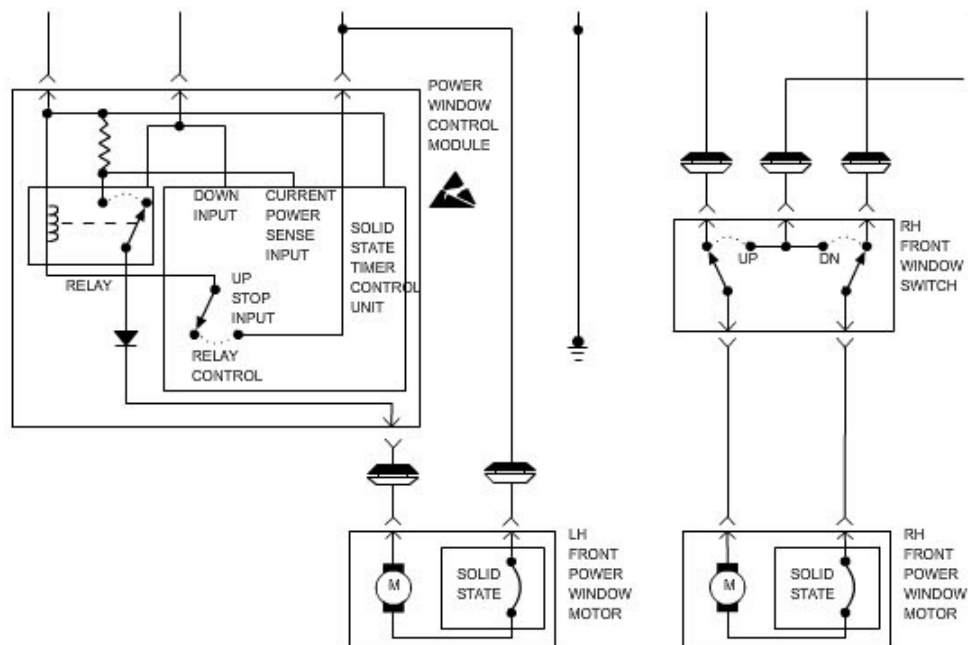 POWER
WINDOW
CONTROL
MODULE
DOWN
INPUT
CURRENT
POWER
SENSE
INPUT
SOLID
STATE
TIMER
CONTROL
UNIT
RELAY
UP
STOP
INPUT
RELAY
CONTROL
UP
DN
RH
FRONT
WINDOW
SWITCH
M
SOLID
STATE
LH
FRONT
POWER
WINDOW
MOTOR
M
SOLID
STATE
RH
FRONT
POWER
WINDOW
MOTOR